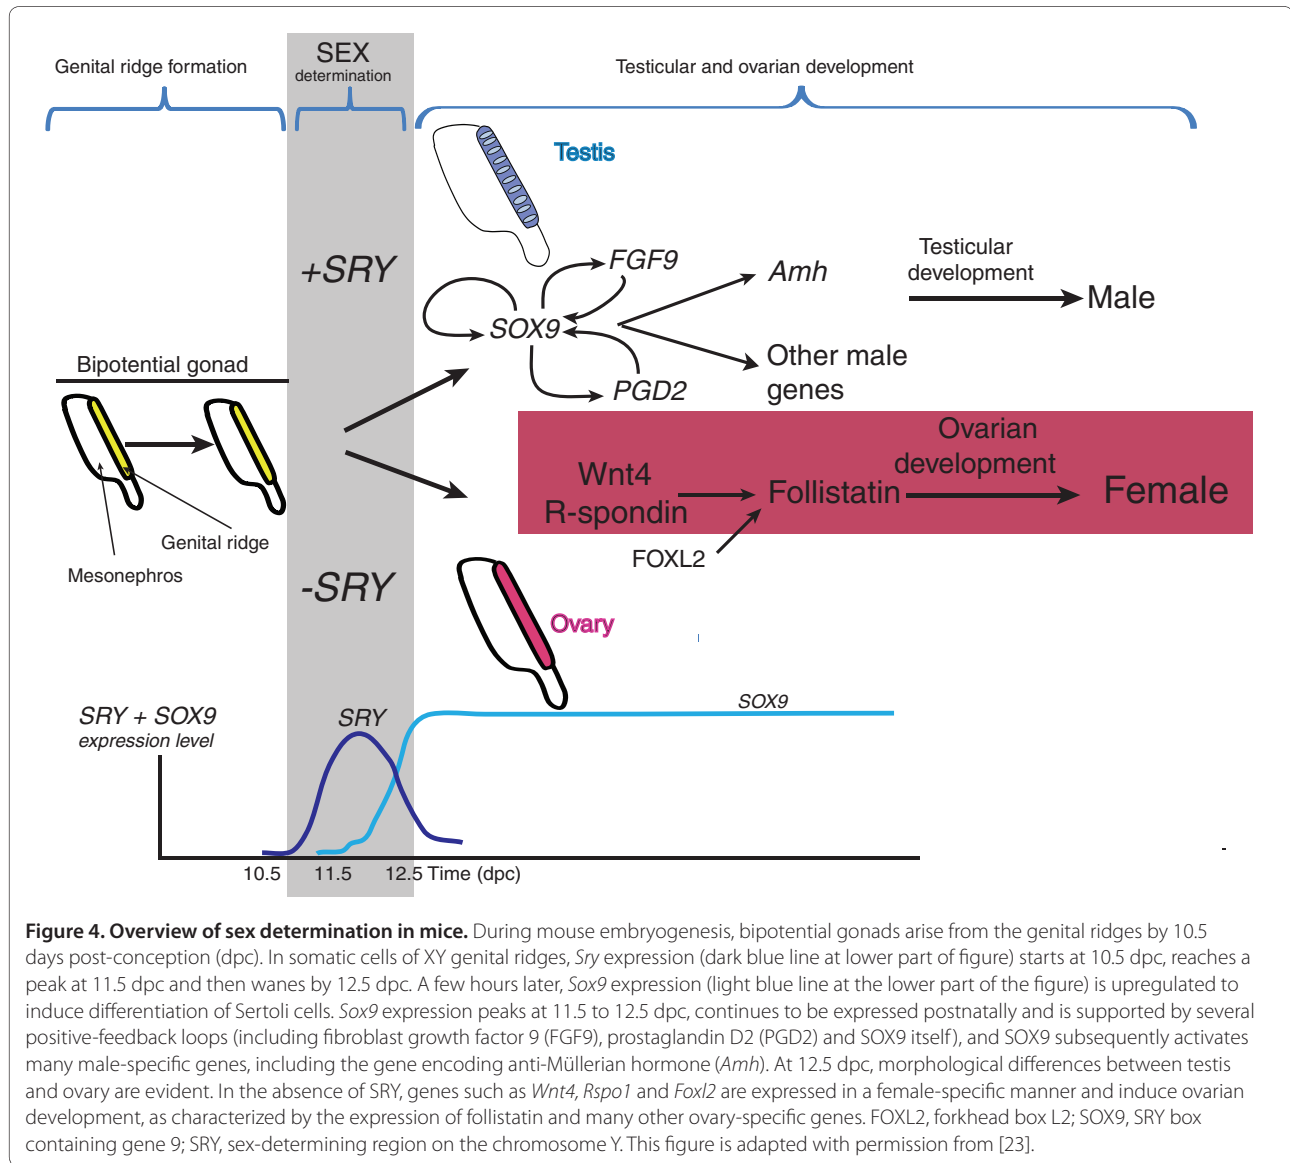 Genital ridge formation
SEX
determination
Testicular and ovarian development
Testis
+SRY
FGF9
Amh
Testicular
development
Male
SOX9
Bipotential gonad
Other male
genes
PGD2
Ovarian
development
Wnt4
R-spondin
Follistatin
Female
Genital ridge
FOXL2
Mesonephros
-SRY
Ovary
SRY + SOX9
expression level
SRY
SOX9
10.5
11.5
12.5 Time (dpc)
Figure 4. Overview of sex determination in mice. During mouse embryogenesis, bipotential gonads arise from the genital ridges by 10.5
days post-conception (dpc). In somatic cells of XY genital ridges, Sry expression (dark blue line at lower part of figure) starts at 10.5 dpc, reaches a
peak at 11.5 dpc and then wanes by 12.5 dpc. A few hours later, Sox9 expression (light blue line at the lower part of the figure) is upregulated to
induce differentiation of Sertoli cells. Sox9 expression peaks at 11.5 to 12.5 dpc, continues to be expressed postnatally and is supported by several
positive-feedback loops (including fibroblast growth factor 9 (FGF9), prostaglandin D2 (PGD2) and SOX9 itself), and SOX9 subsequently activates
many male-specific genes, including the gene encoding anti-Müllerian hormone (Amh). At 12.5 dpc, morphological differences between testis
and ovary are evident. In the absence of SRY, genes such as Wnt4, Rspo1 and Foxl2 are expressed in a female-specific manner and induce ovarian
development, as characterized by the expression of follistatin and many other ovary-specific genes. FOXL2, forkhead box L2; SOX9, SRY box
containing gene 9; SRY, sex-determining region on the chromosome Y. This figure is adapted with permission from [23].